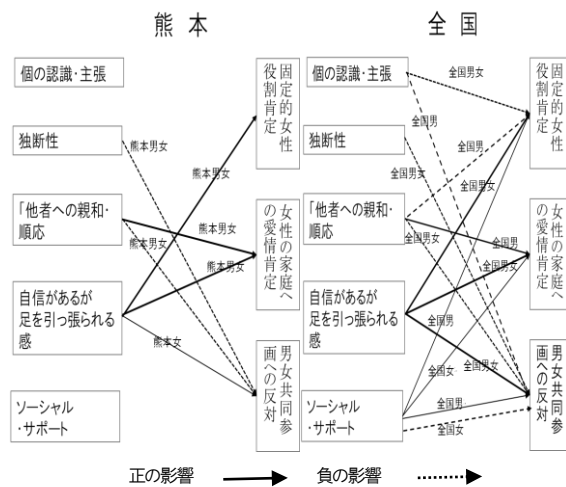 熊本
全国
個の認識・主張
独断性
「他者への親和・
順応
自信があるが
足を引っ張られる
感
ソーシャル
・サポート
熊本男女
熊本男女
熊本男女
熊本男女
熊本男女
熊本女
固定的女性
役割肯定
女性の家庭へ
の愛情肯定
男女共同参
画への反対
個の認識・主張
独断性
「他者への親和・
順応
自信があるが
足を引っ張られる
感
ソーシャル
・サポート
全国男女
全国男
全国男
全国男女
全国男女
全国男
全国男女
全国男
全国女
全国男女
全国男
全国女
固定的女性
役割肯定
女性の家庭へ
の愛情肯定
男女共同参
画への反対
正の影響
負の影響